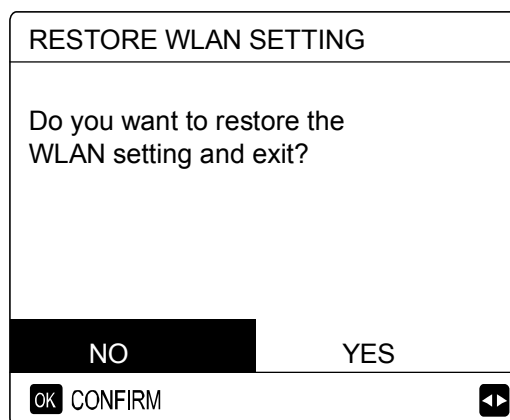 RESTORE WLAN SETTING
Do you want to restore the
WLAN setting and exit?
NO YES
OK CONFIRM